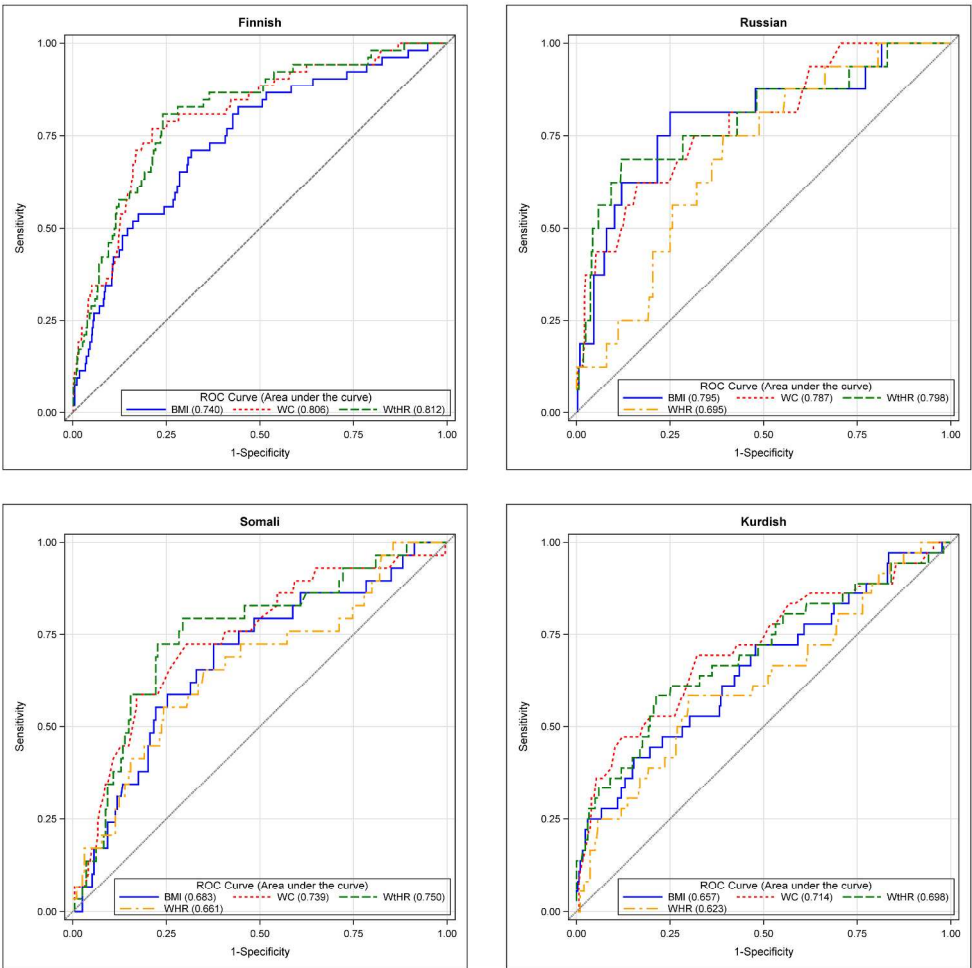 Finnish
1.00
0.75
0.50
0.25
0.00
Sensitivity
ROC Curve (Area under the curve)
BMI (0.740) WC (0.806) WtHR (0.812)
0.00 0.25 0.50 0.75 1.00
1-Specificity
Russian
1.00
0.75
0.50
0.25
0.00
Sensitivity
ROC Curve (Area under the curve)
BMI (0.795) WC (0.787) WtHR (0.798)
WHR (0.695)
0.00 0.25 0.50 0.75 1.00
1-Specificity
Somali
1.00
0.75
0.50
0.25
0.00
Sensitivity
ROC Curve (Area under the curve)
BMI (0.683) WC (0.739) WtHR (0.750)
WHR (0.661)
0.00 0.25 0.50 0.75 1.00
1-Specificity
Kurdish
1.00
0.75
0.50
0.25
0.00
Sensitivity
ROC Curve (Area under the curve)
BMI (0.657) WC (0.714) WtHR (0.698)
WHR (0.623)
0.00 0.25 0.50 0.75 1.00
1-Specificity